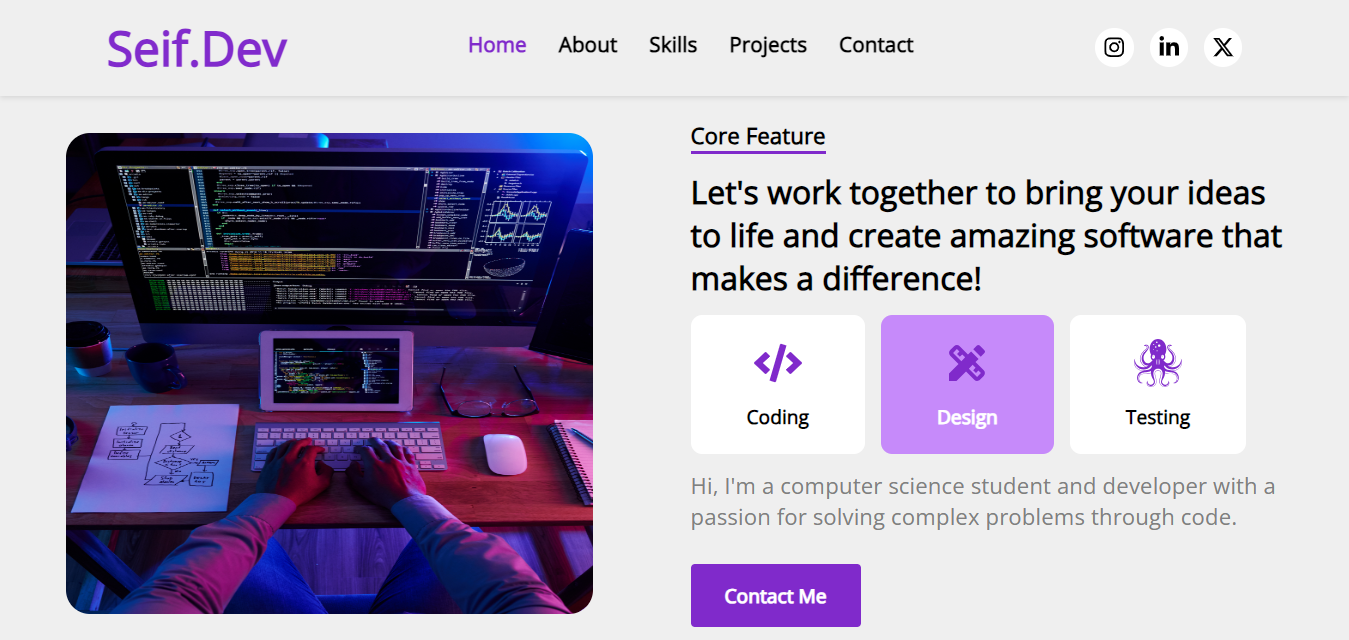 Seif.Dev
Home About Skills Projects Contact
Core Feature
Let's work together to bring your ideas
to life and create amazing software that
makes a difference!
Coding Design Testing
Hi, I'm a computer science student and developer with a
passion for solving complex problems through code.
Contact Me